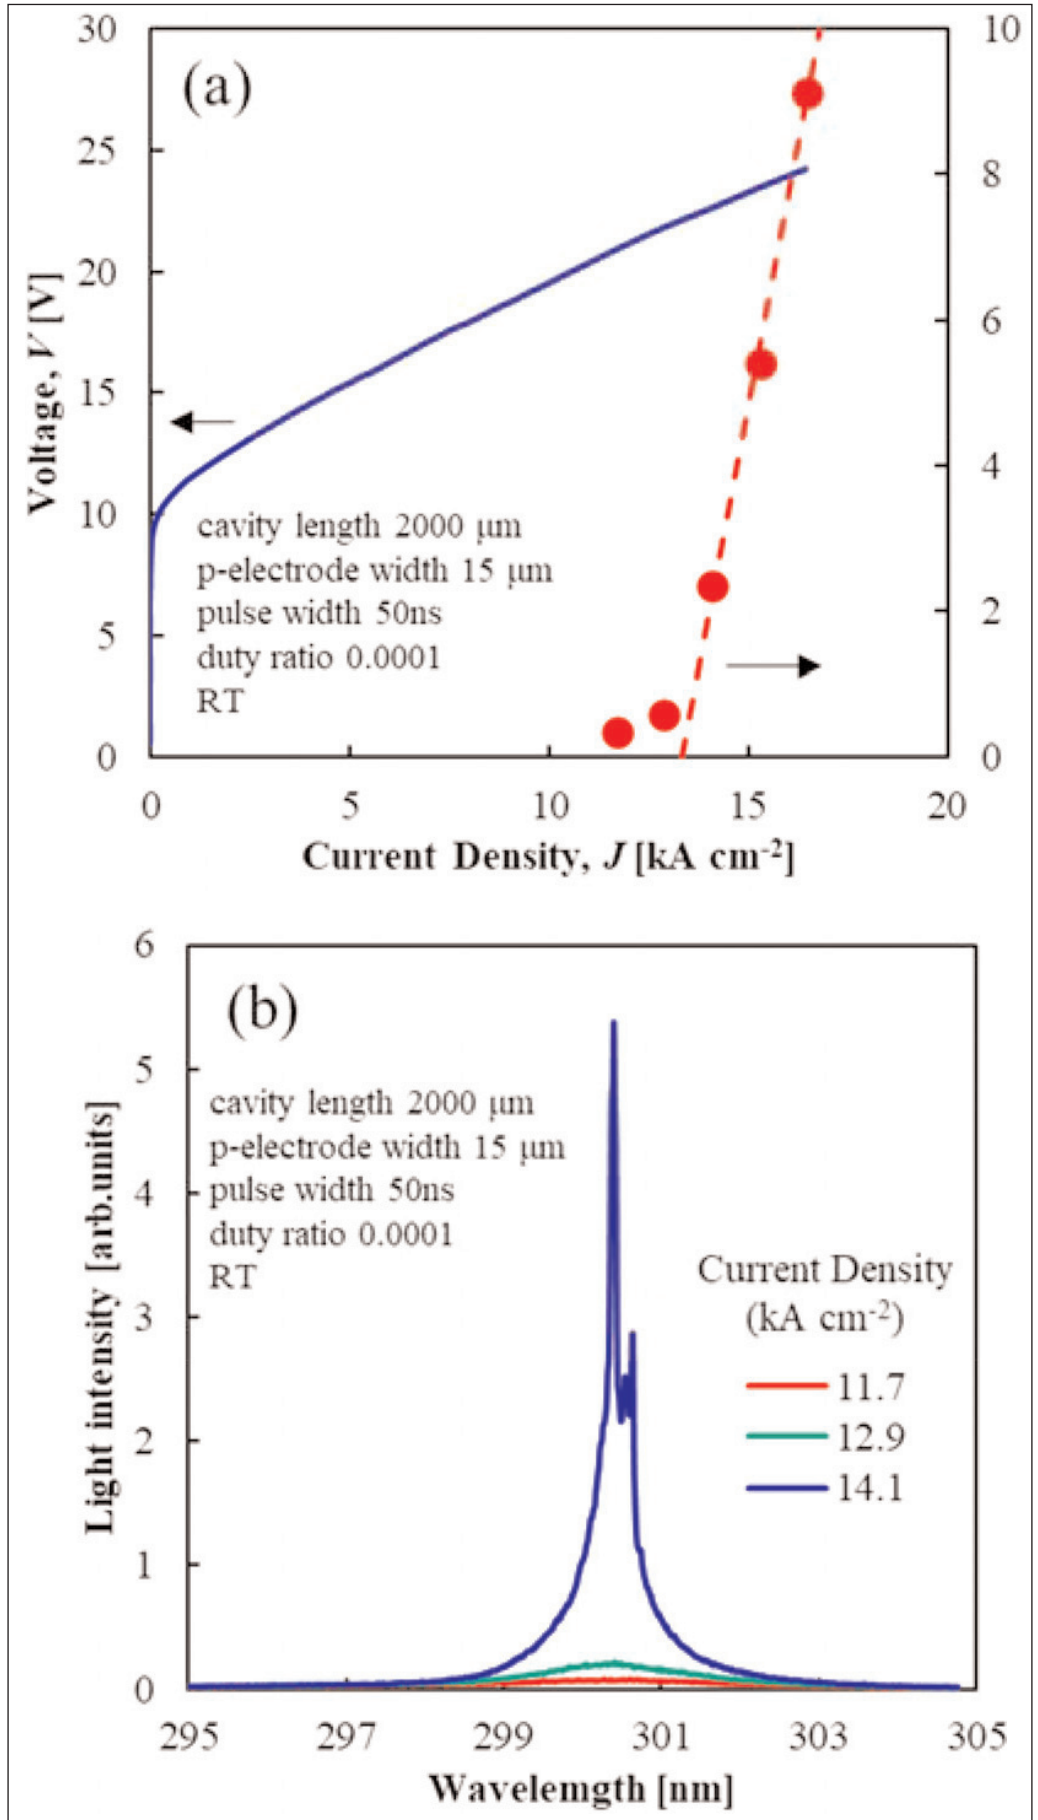 (a)
30
25
20
15
10
5
0
Voltage, V [V]
10
8
6
4
2
0
cavity length 2000 μm
p-electrode width 15 μm
pulse width 50ns
duty ratio 0.0001
RT
0 5 10 15 20
Current Density, J [kA cm-2]
(b)
6
5
4
3
2
1
0
Light intensity [arb.units]
cavity length 2000 μm
p-electrode width 15 μm
pulse width 50ns
duty ratio 0.0001
RT
Current Density
(kA cm-2)
11.7
12.9
14.1
295 297 299 301 303 305
Wavelemgth [nm]